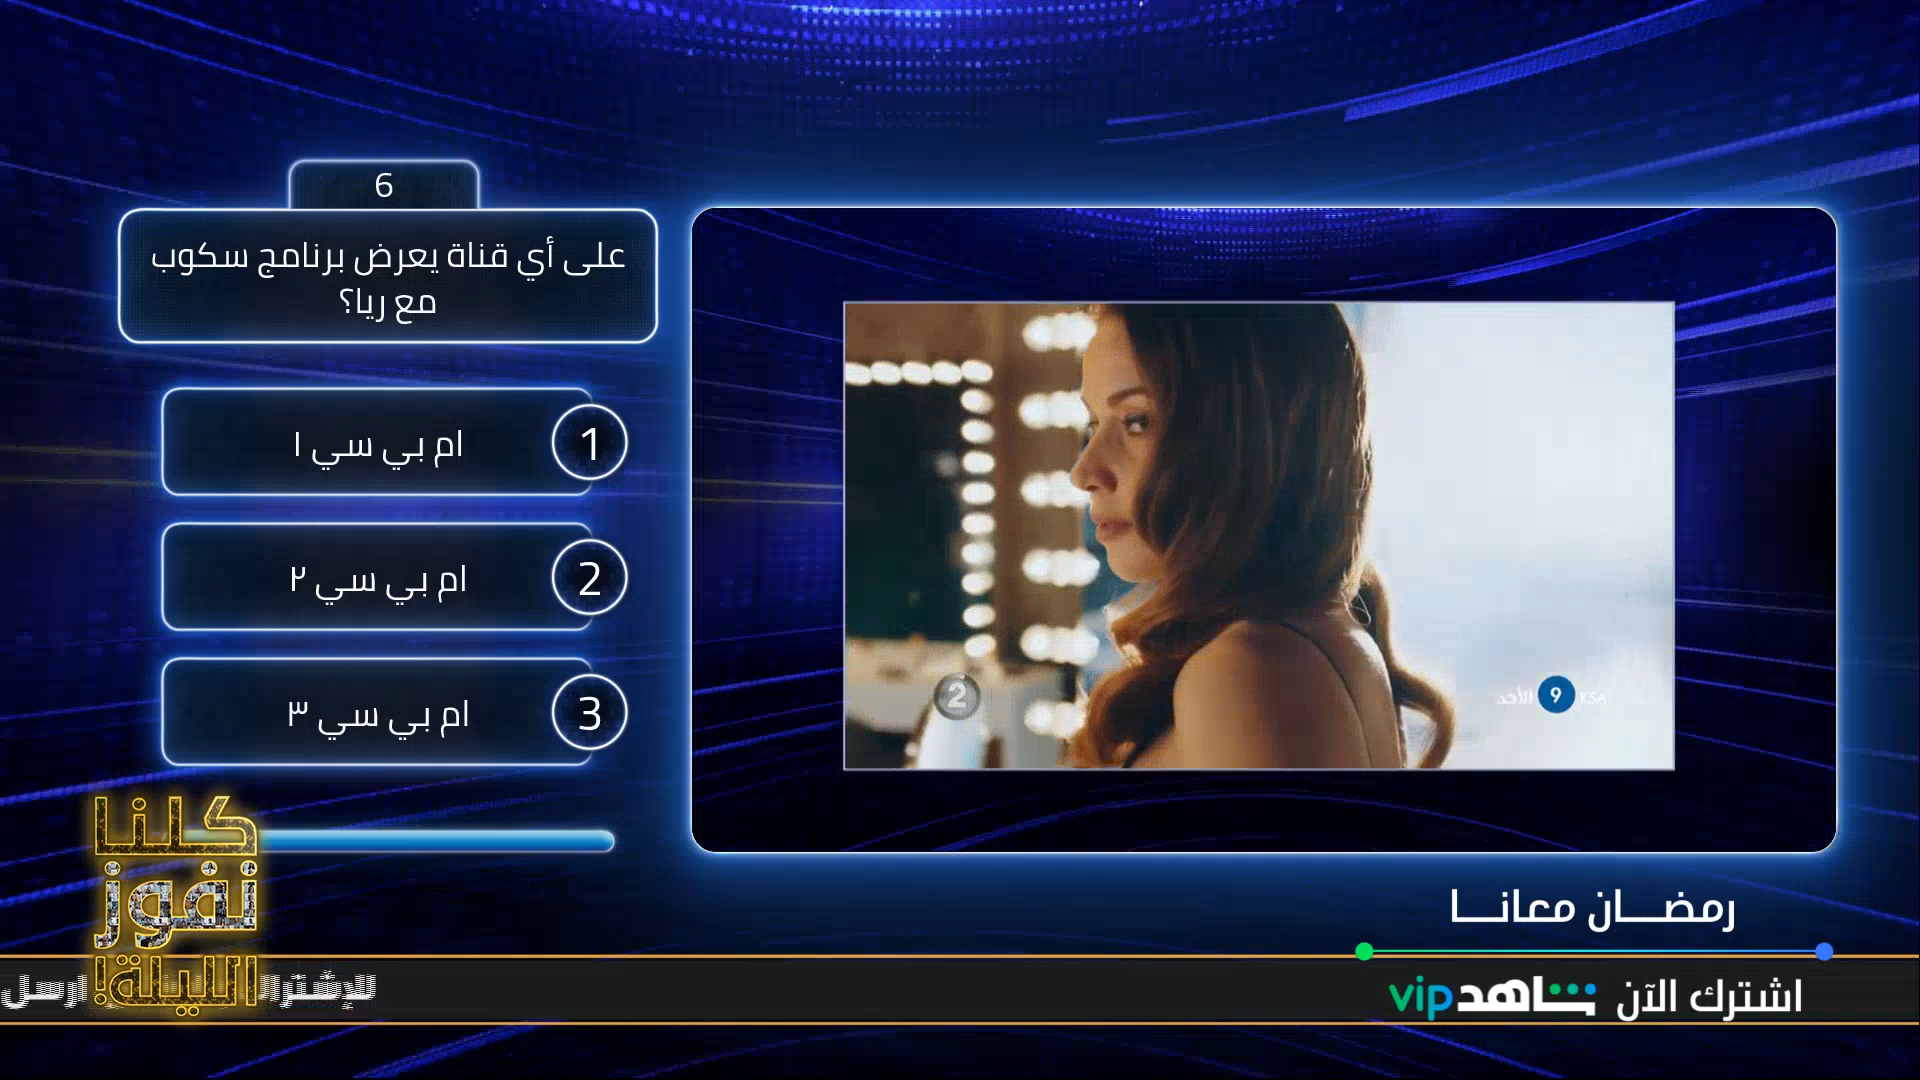 6
على أي قناة يعرض برنامج سكوب
مع ريا؟
ام بي سي ١
1
ام بي سي ٢
2
ام بي سي ٣
3
2
الأحد 9 KSA
كلنا
نفوز
الليلة!
رمضــان معانــا
اشترك الآن شاهد vip
ارسل